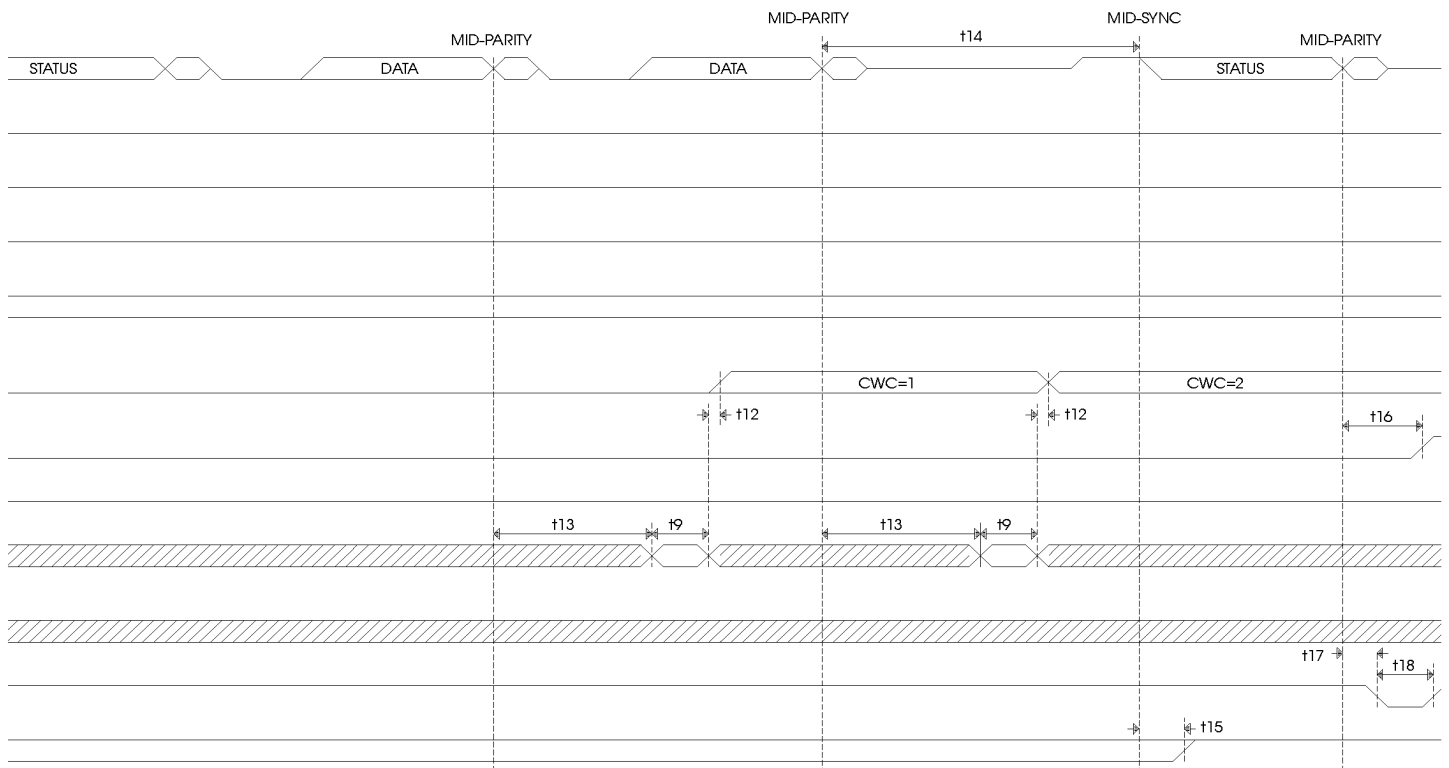 MID-PARITY MID-SYNC
MID-PARITY t14 MID-PARITY
STATUS DATA DATA STATUS
CWC=1 CWC=2
t12 t12 t16
t13 t9 t13 t9
t17 t18
t15